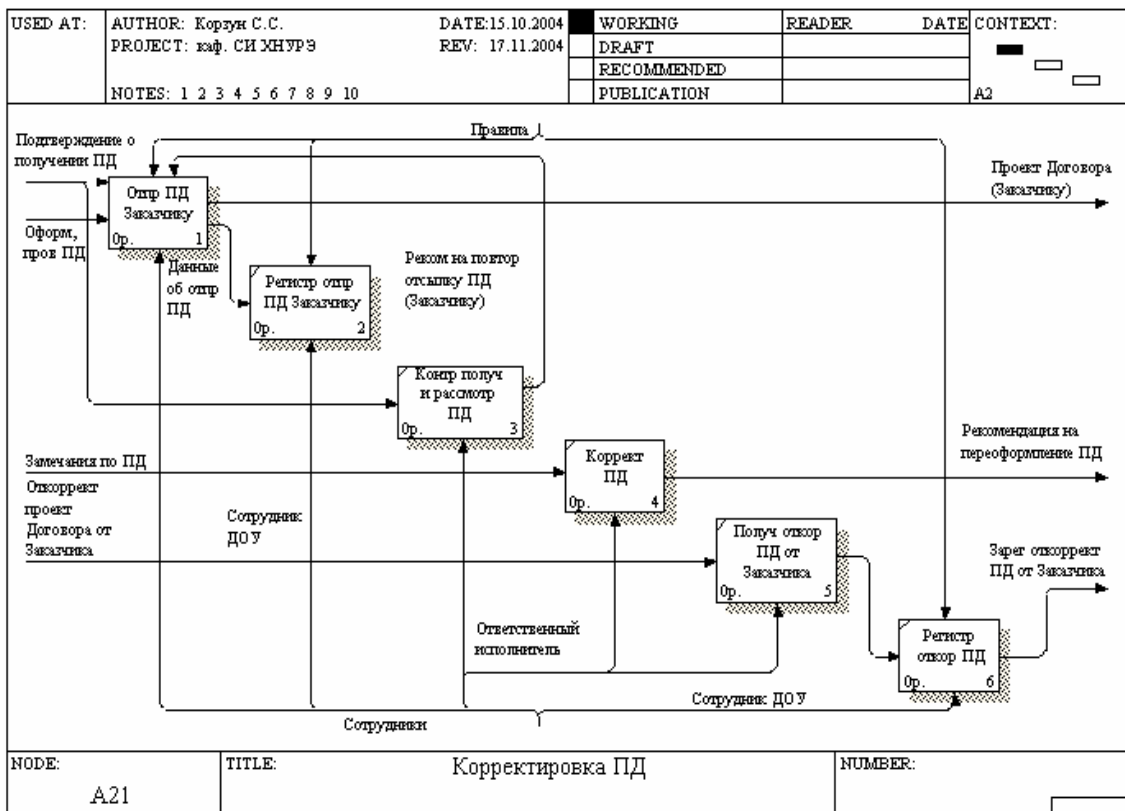 USED AT:
AUTHOR: Корзун С.С.
DATE:15.10.2004
PROJECT: каф. СИ ХНУРЭ
REV: 17.11.2004
NOTES: 1 2 3 4 5 6 7 8 9 10
WORKING
DRAFT
RECOMMENDED
PUBLICATION
READER
DATE
CONTEXT:
A2
Правила
Подтверждение о
получении ПД
Оформ,
пров ПД
Отпр ПД
Заказчику
0р. 1
Проект Договора
(Заказчику)
Данные
об отпр
ПД
Регистр отпр
ПД Заказчику
0р. 2
Реком на повтор
отсылку ПД
(Заказчику)
Контр получ
и рассмотр
ПД
0р. 3
Замечания по ПД
Коррект
ПД
0р. 4
Рекомендация на
переоформление ПД
Откоррект
проект
Договора от
Заказчика
Сотрудник
ДОУ
Получ откор
ПД от
Заказчика
0р. 5
Зарег откоррект
ПД от Заказчика
Ответственный
исполнитель
Регистр
откор ПД
0р. 6
Сотрудник ДОУ
Сотрудники
NODE:
A21
TITLE:
Корректировка ПД
NUMBER: